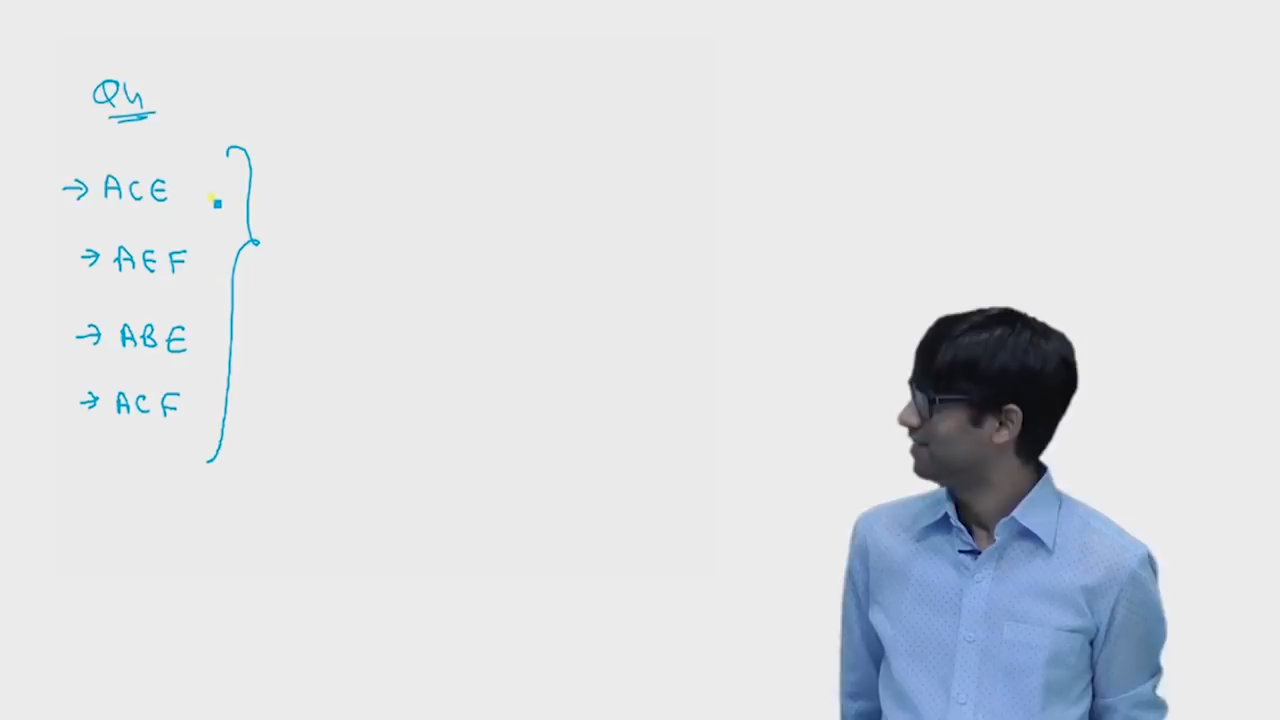 Q4
→ ACE
→ AEF
→ ABE
→ ACF